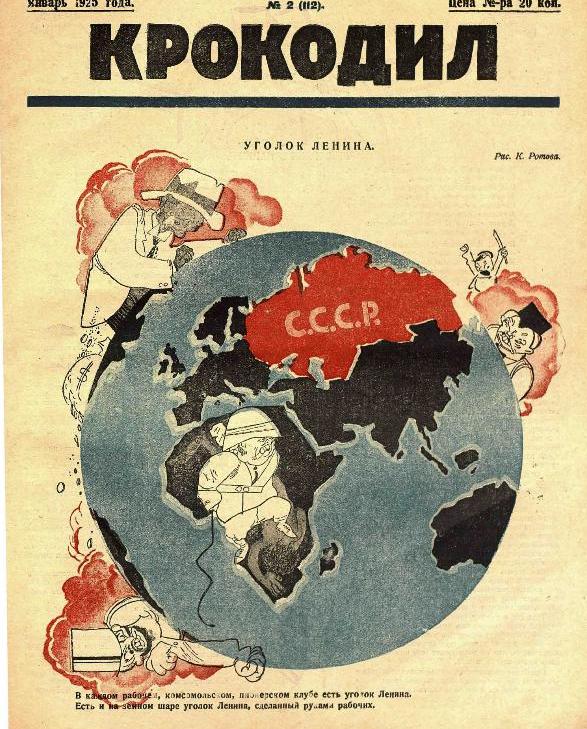 январь 1925 года.
№ 2 (112).
Цена №-ра 20 коп.
КРОКОДИЛ
УГОЛОК ЛЕНИНА.
Рис. К. Ротова.
С.С.С.Р.
В каждом рабочем, комсомольском, пионерском клубе есть уголок Ленина.
Есть и на земном шаре уголок Ленина, сделанный руками рабочих.